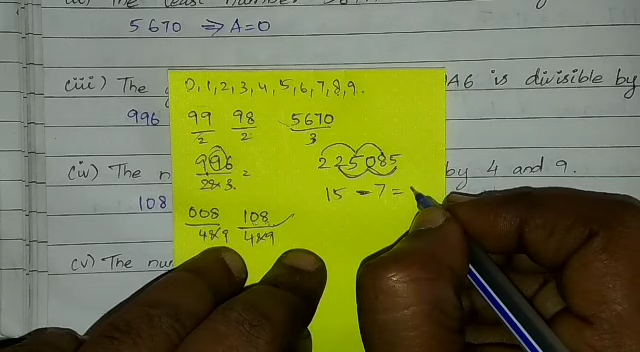 5670 ⇒ A=0
ciii) The A6 is divisible by
996
0,1,2,3,4,5,6,7,8,9.
99/2 98/2 5670/3
996/2&3 =
225085
15 - 7 =
civ) The n by 4 and 9.
108
008/4&9 108/4&9
(v) The nu